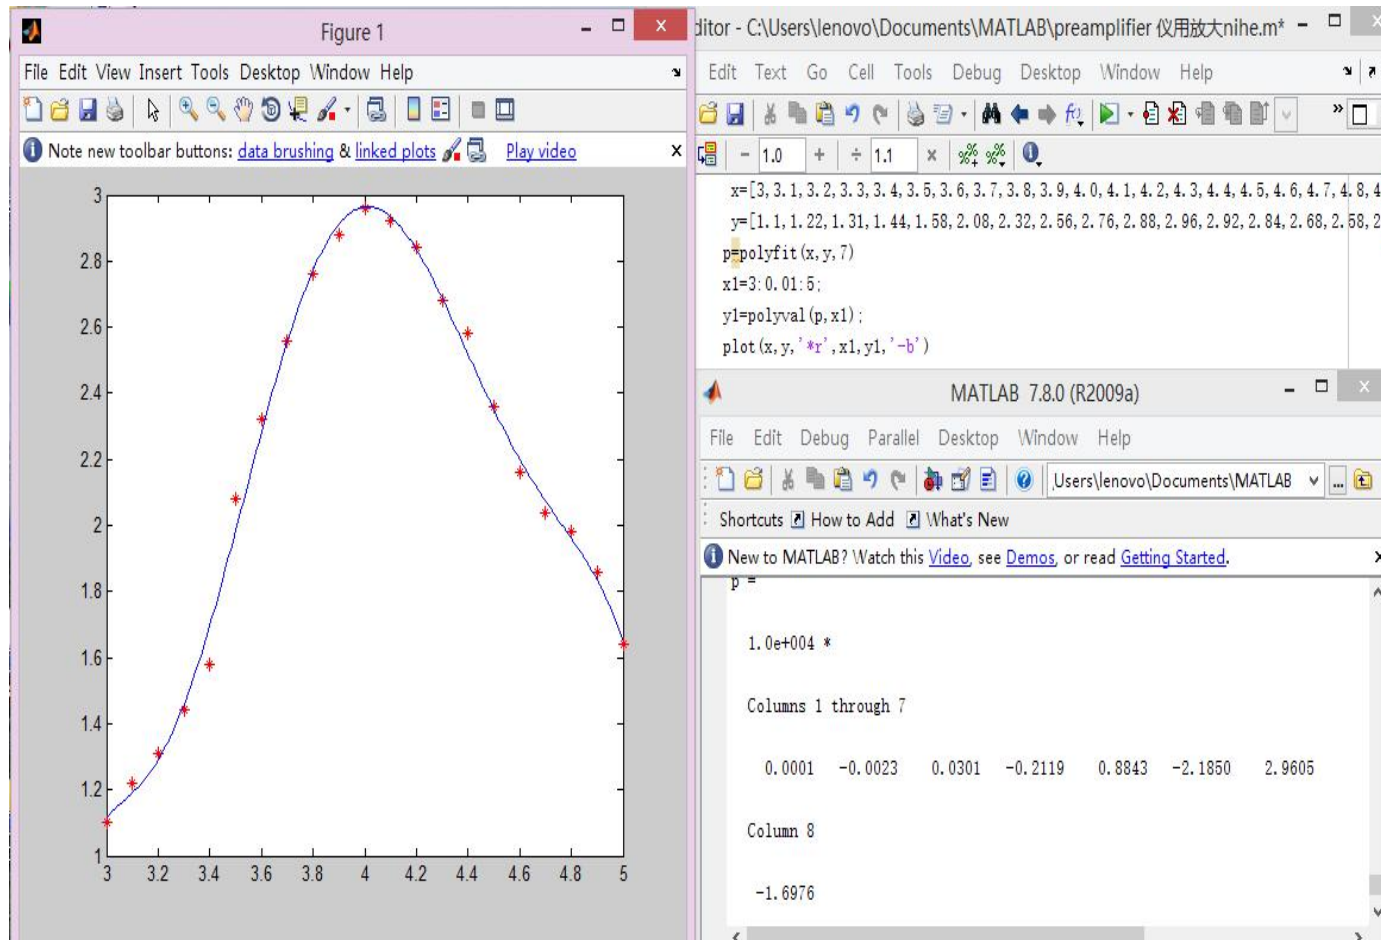 Figure 1
File Edit View Insert Tools Desktop Window Help
Note new toolbar buttons: data brushing & linked plots Play video
3
2.8
2.6
2.4
2.2
2
1.8
1.6
1.4
1.2
1
3 3.2 3.4 3.6 3.8 4 4.2 4.4 4.6 4.8 5
ditor - C:\Users\lenovo\Documents\MATLAB\preamplifier 仪用放大nihe.m*
Edit Text Go Cell Tools Debug Desktop Window Help
- 1.0 + ÷ 1.1 ×
x=[3,3.1,3.2,3.3,3.4,3.5,3.6,3.7,3.8,3.9,4.0,4.1,4.2,4.3,4.4,4.5,4.6,4.7,4.8,4
y=[1.1,1.22,1.31,1.44,1.58,2.08,2.32,2.56,2.76,2.88,2.96,2.92,2.84,2.68,2.58,2
p=polyfit(x,y,7)
x1=3:0.01:5;
y1=polyval(p,x1);
plot(x,y,'*r',x1,y1,'-b')
MATLAB 7.8.0 (R2009a)
File Edit Debug Parallel Desktop Window Help
,Users\lenovo\Documents\MATLAB
Shortcuts How to Add What's New
New to MATLAB? Watch this Video, see Demos, or read Getting Started.
p =
1.0e+004 *
Columns 1 through 7
0.0001 -0.0023 0.0301 -0.2119 0.8843 -2.1850 2.9605
Column 8
-1.6976